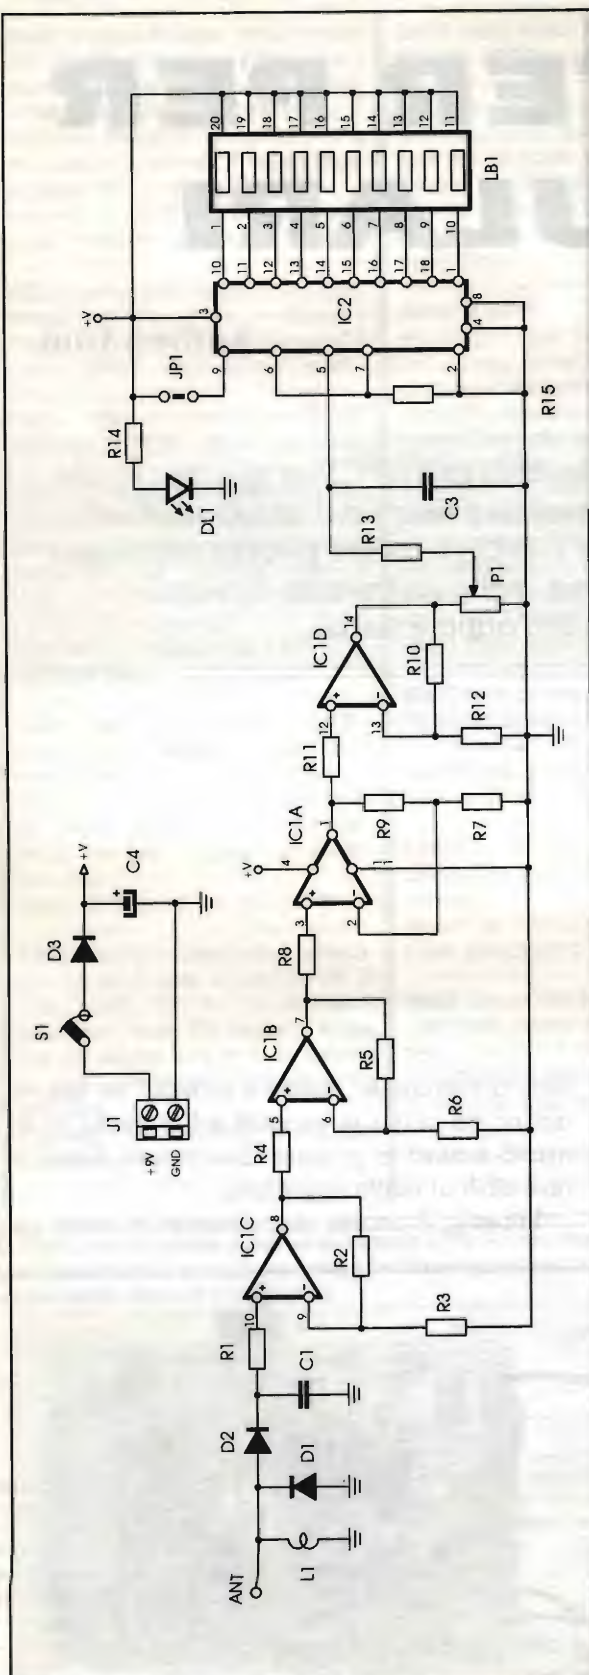 ANT
L1
D1
D2
C1
R1
10
9
+
-
IC1C
8
R2
R3
R4
5
6
+
-
IC1B
7
R5
R6
J1
+9V
GND
S1
D3
+V
C4
+
R8
3
2
+
-
+V
4
11
IC1A
1
R9
R7
R11
12
13
+
-
IC1D
14
R10
R12
P1
R13
C3
DL1
R14
JP1
+V
3
9
6
5
7
2
R15
IC2
4
8
10
11
12
13
14
15
16
17
18
1
1
2
3
4
5
6
7
8
9
10
20
19
18
17
16
15
14
13
12
11
LB1